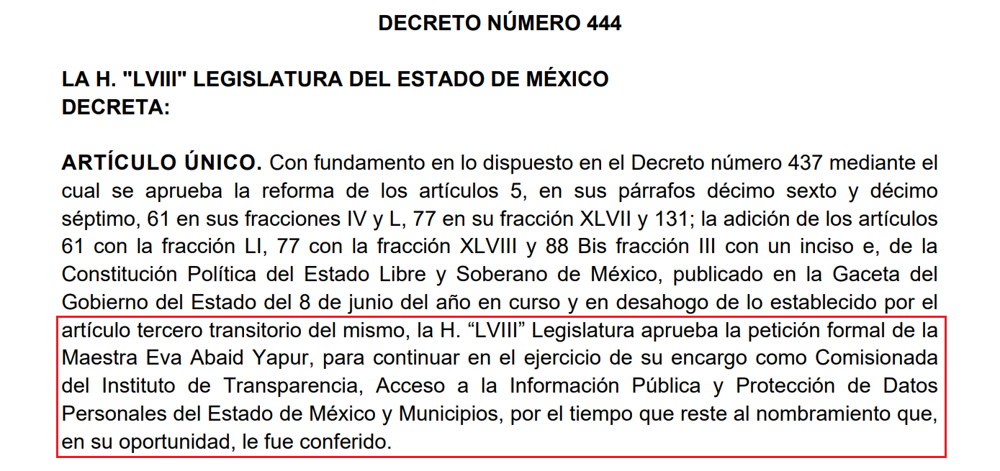 DECRETO NÚMERO 444
LA H. "LVIII" LEGISLATURA DEL ESTADO DE MÉXICO
DECRETA:
ARTÍCULO ÚNICO. Con fundamento en lo dispuesto en el Decreto número 437 mediante el
cual se aprueba la reforma de los artículos 5, en sus párrafos décimo sexto y décimo
séptimo, 61 en sus fracciones IV y L, 77 en su fracción XLVII y 131; la adición de los artículos
61 con la fracción LI, 77 con la fracción XLVIII y 88 Bis fracción III con un inciso e, de la
Constitución Política del Estado Libre y Soberano de México, publicado en la Gaceta del
Gobierno del Estado del 8 de junio del año en curso y en desahogo de lo establecido por el
artículo tercero transitorio del mismo, la H. “LVIII” Legislatura aprueba la petición formal de la
Maestra Eva Abaid Yapur, para continuar en el ejercicio de su encargo como Comisionada
del Instituto de Transparencia, Acceso a la Información Pública y Protección de Datos
Personales del Estado de México y Municipios, por el tiempo que reste al nombramiento que,
en su oportunidad, le fue conferido.